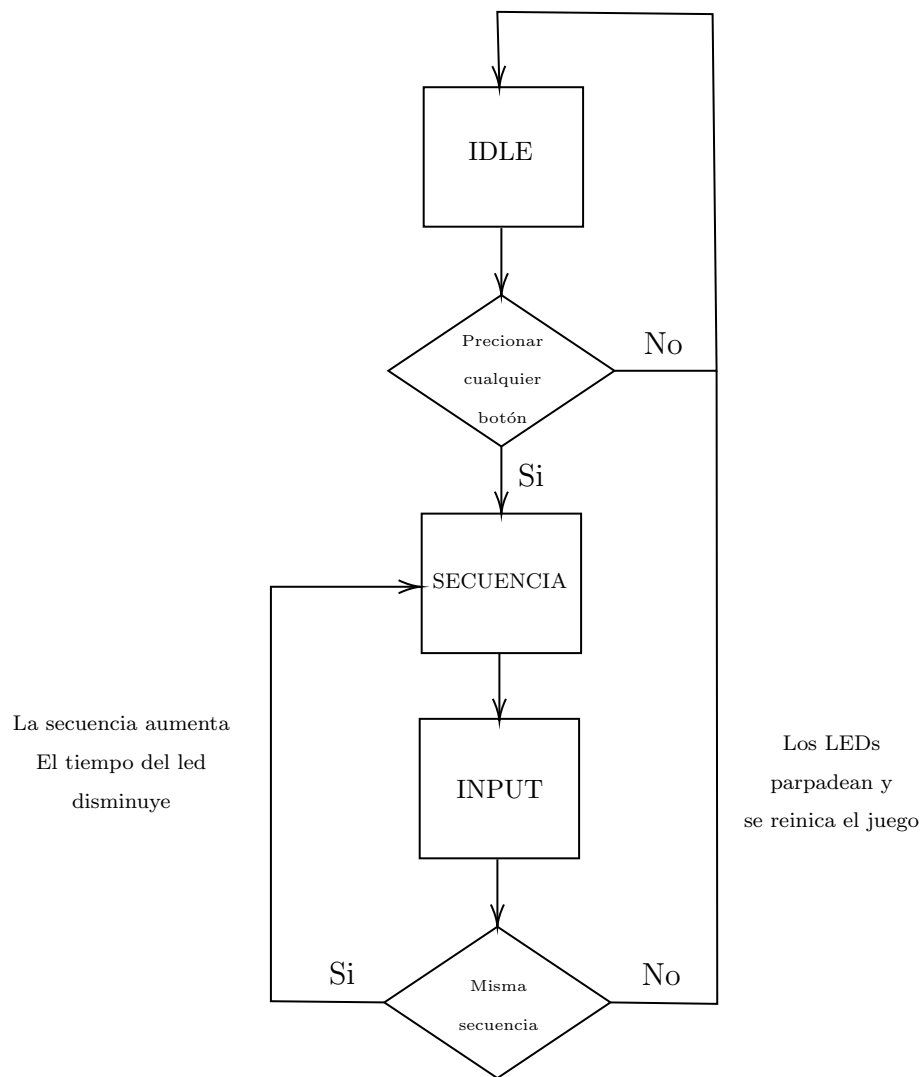 IDLE
Precionar
cualquier
botón
No
Si
SECUENCIA
La secuencia aumenta
El tiempo del led
disminuye
INPUT
Los LEDs
parpadean y
se reinica el juego
Si
Misma
secuencia
No